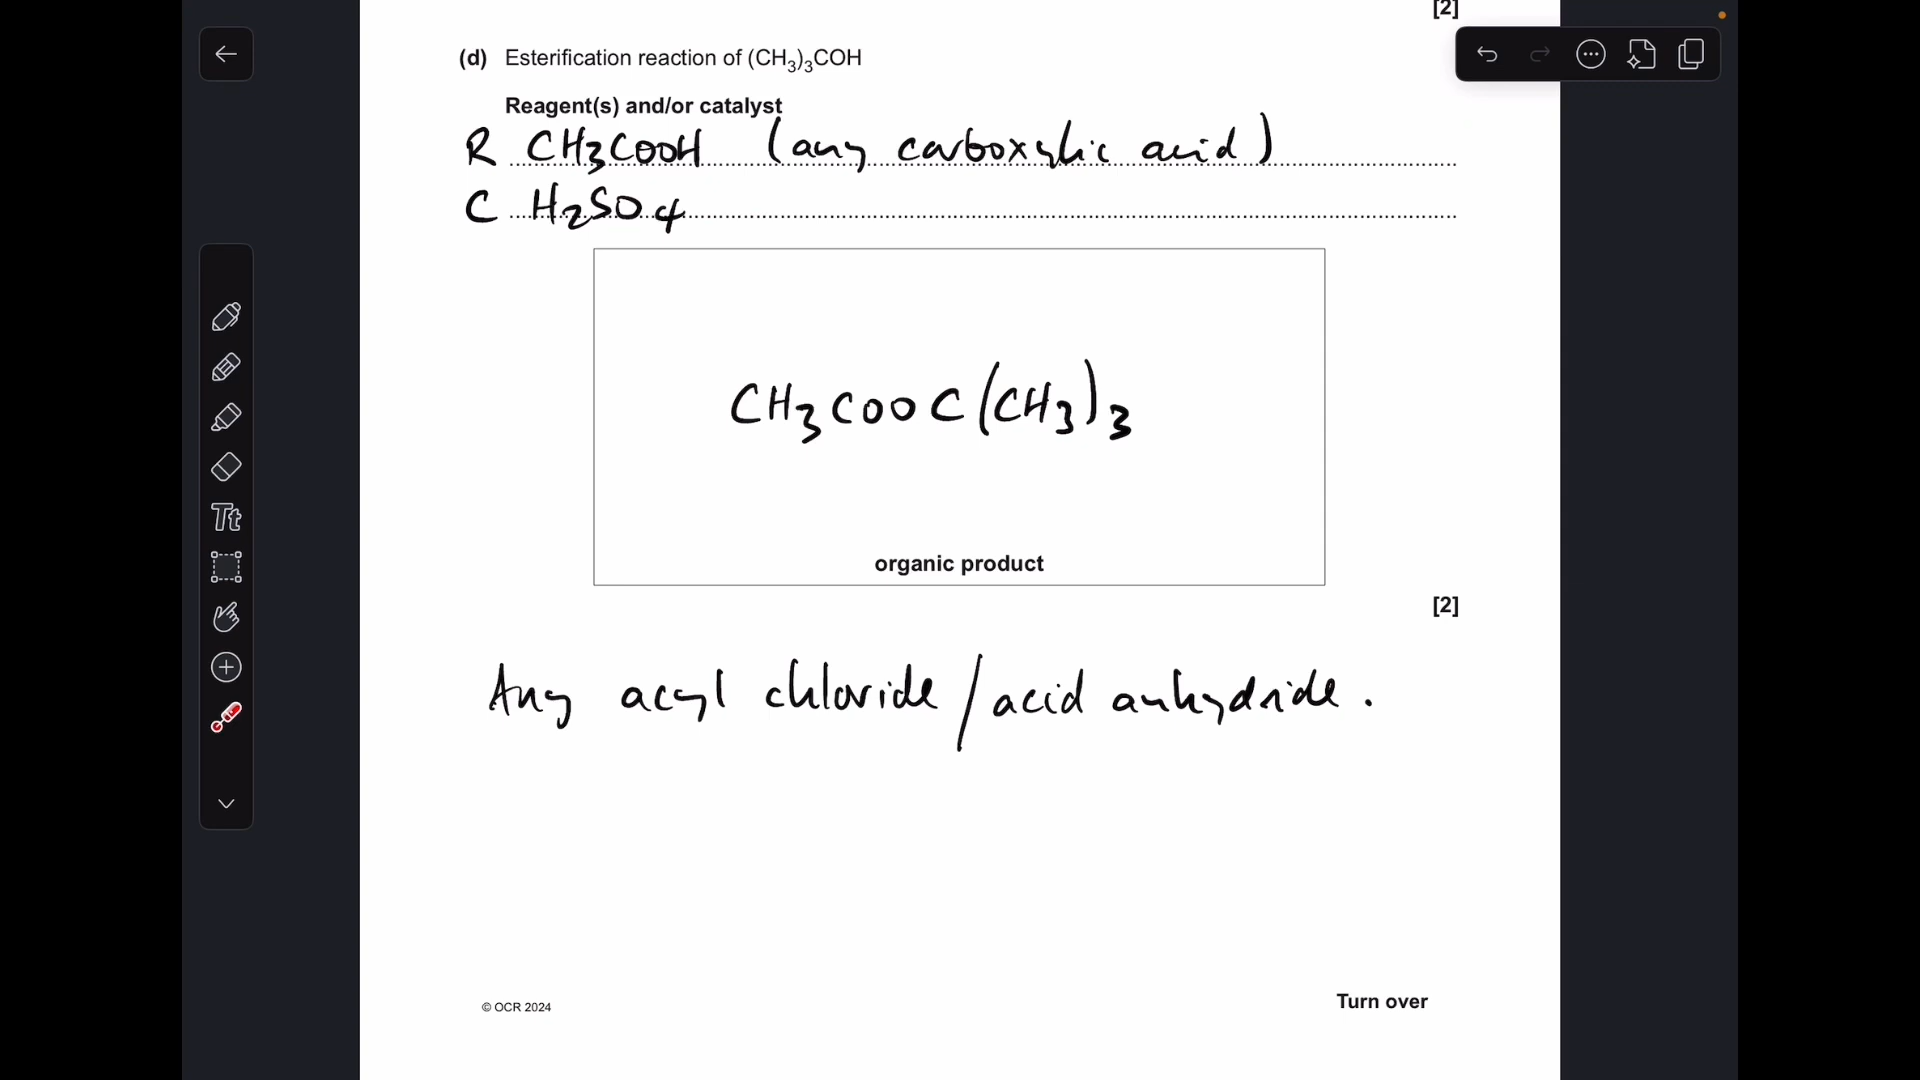 [2]
(d) Esterification reaction of (CH₃)₃COH
Reagent(s) and/or catalyst
R CH₃COOH (any carboxylic acid)
C H₂SO₄
CH₃COOC(CH₃)₃
organic product
[2]
Any acyl chloride / acid anhydride.
© OCR 2024
Turn over
Tt